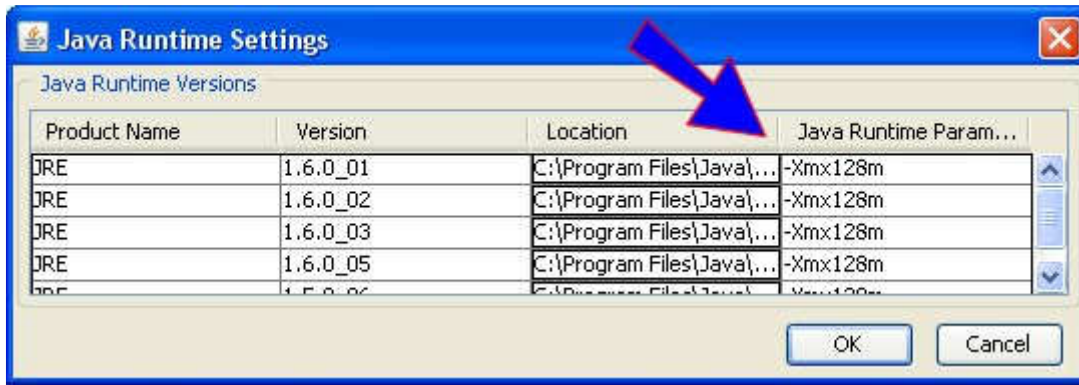 Java Runtime Settings
Java Runtime Versions
Product Name Version Location Java Runtime Param...
JRE 1.6.0_01 C:\Program Files\Java\... -Xmx128m
JRE 1.6.0_02 C:\Program Files\Java\... -Xmx128m
JRE 1.6.0_03 C:\Program Files\Java\... -Xmx128m
JRE 1.6.0_05 C:\Program Files\Java\... -Xmx128m
OK Cancel